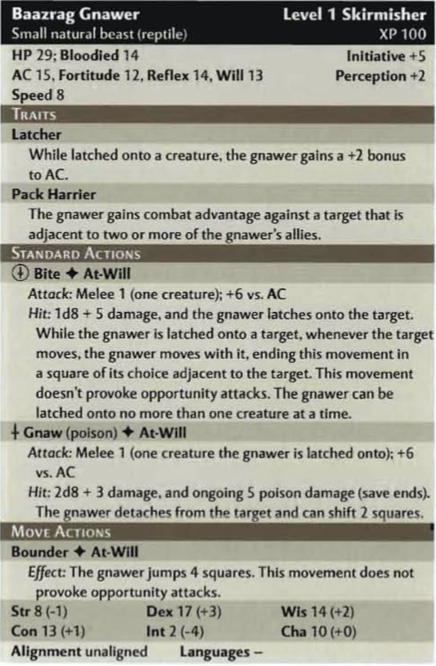 Baazrag Gnawer Level 1 Skirmisher
Small natural beast (reptile) XP 100
HP 29; Bloodied 14 Initiative +5
AC 15, Fortitude 12, Reflex 14, Will 13 Perception +2
Speed 8
TRAITS
Latcher
While latched onto a creature, the gnawer gains a +2 bonus
to AC.
Pack Harrier
The gnawer gains combat advantage against a target that is
adjacent to two or more of the gnawer's allies.
STANDARD ACTIONS
Bite ✦ At-Will
Attack: Melee 1 (one creature); +6 vs. AC
Hit: 1d8 + 5 damage, and the gnawer latches onto the target.
While the gnawer is latched onto a target, whenever the target
moves, the gnawer moves with it, ending this movement in
a square of its choice adjacent to the target. This movement
doesn't provoke opportunity attacks. The gnawer can be
latched onto no more than one creature at a time.
Gnaw (poison) ✦ At-Will
Attack: Melee 1 (one creature the gnawer is latched onto); +6
vs. AC
Hit: 2d8 + 3 damage, and ongoing 5 poison damage (save ends).
The gnawer detaches from the target and can shift 2 squares.
MOVE ACTIONS
Bounder ✦ At-Will
Effect: The gnawer jumps 4 squares. This movement does not
provoke opportunity attacks.
Str 8 (-1) Dex 17 (+3) Wis 14 (+2)
Con 13 (+1) Int 2 (-4) Cha 10 (+0)
Alignment unaligned Languages –